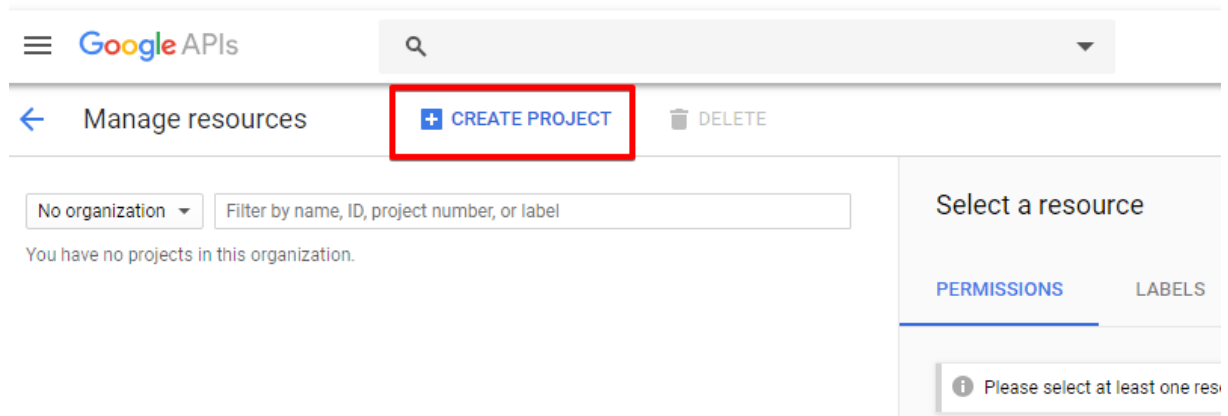 Google APIs
Manage resources
CREATE PROJECT
DELETE
No organization
Filter by name, ID, project number, or label
You have no projects in this organization.
Select a resource
PERMISSIONS
LABELS
Please select at least one